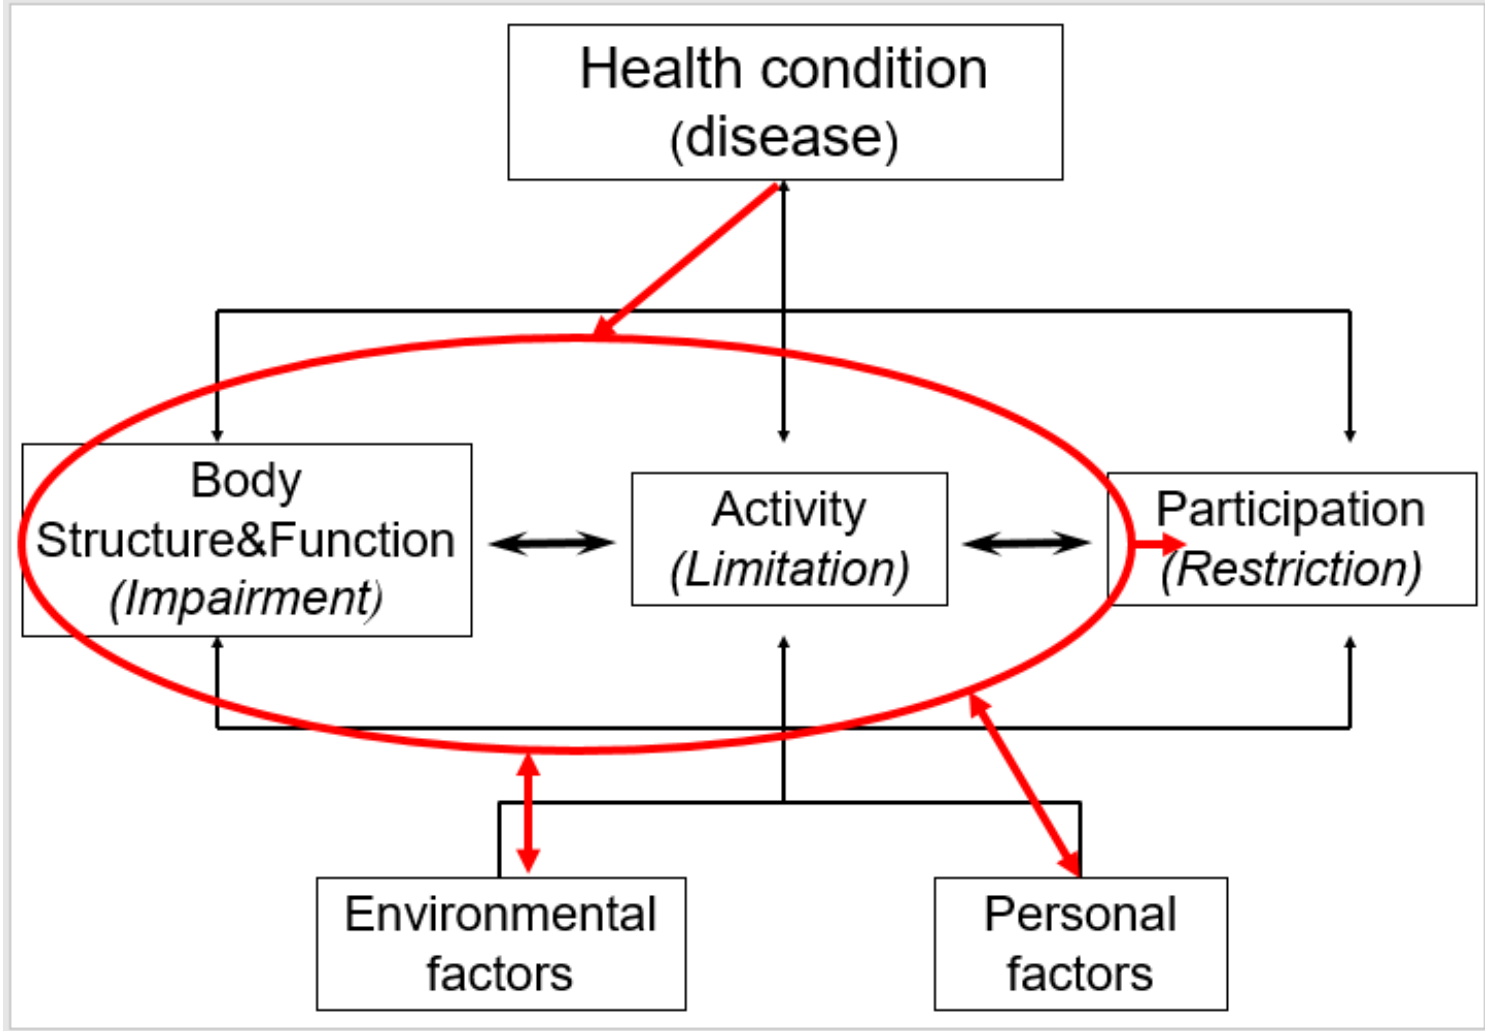 Health condition
(disease)
Body
Structure&Function
(Impairment)
Activity
(Limitation)
Participation
(Restriction)
Environmental
factors
Personal
factors